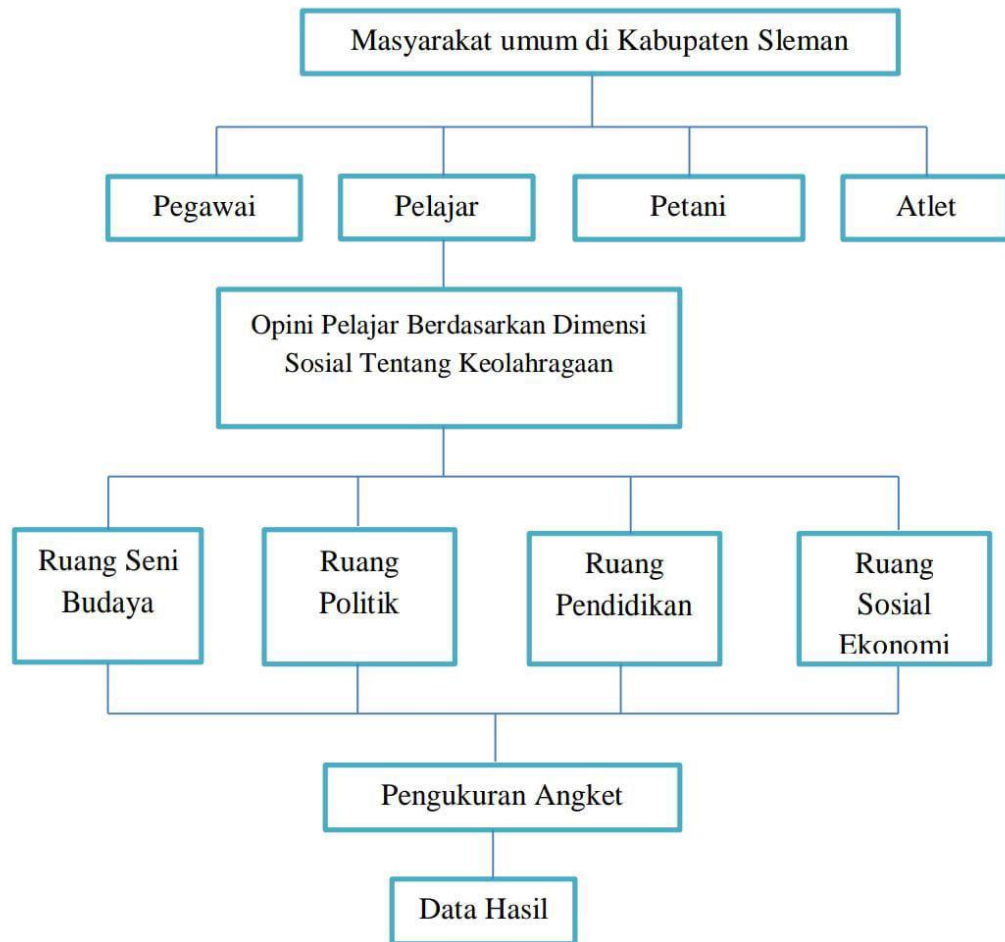 Masyarakat umum di Kabupaten Sleman
Pegawai
Pelajar
Petani
Atlet
Opini Pelajar Berdasarkan Dimensi
Sosial Tentang Keolahragaan
Ruang Seni
Budaya
Ruang
Politik
Ruang
Pendidikan
Ruang
Sosial
Ekonomi
Pengukuran Angket
Data Hasil